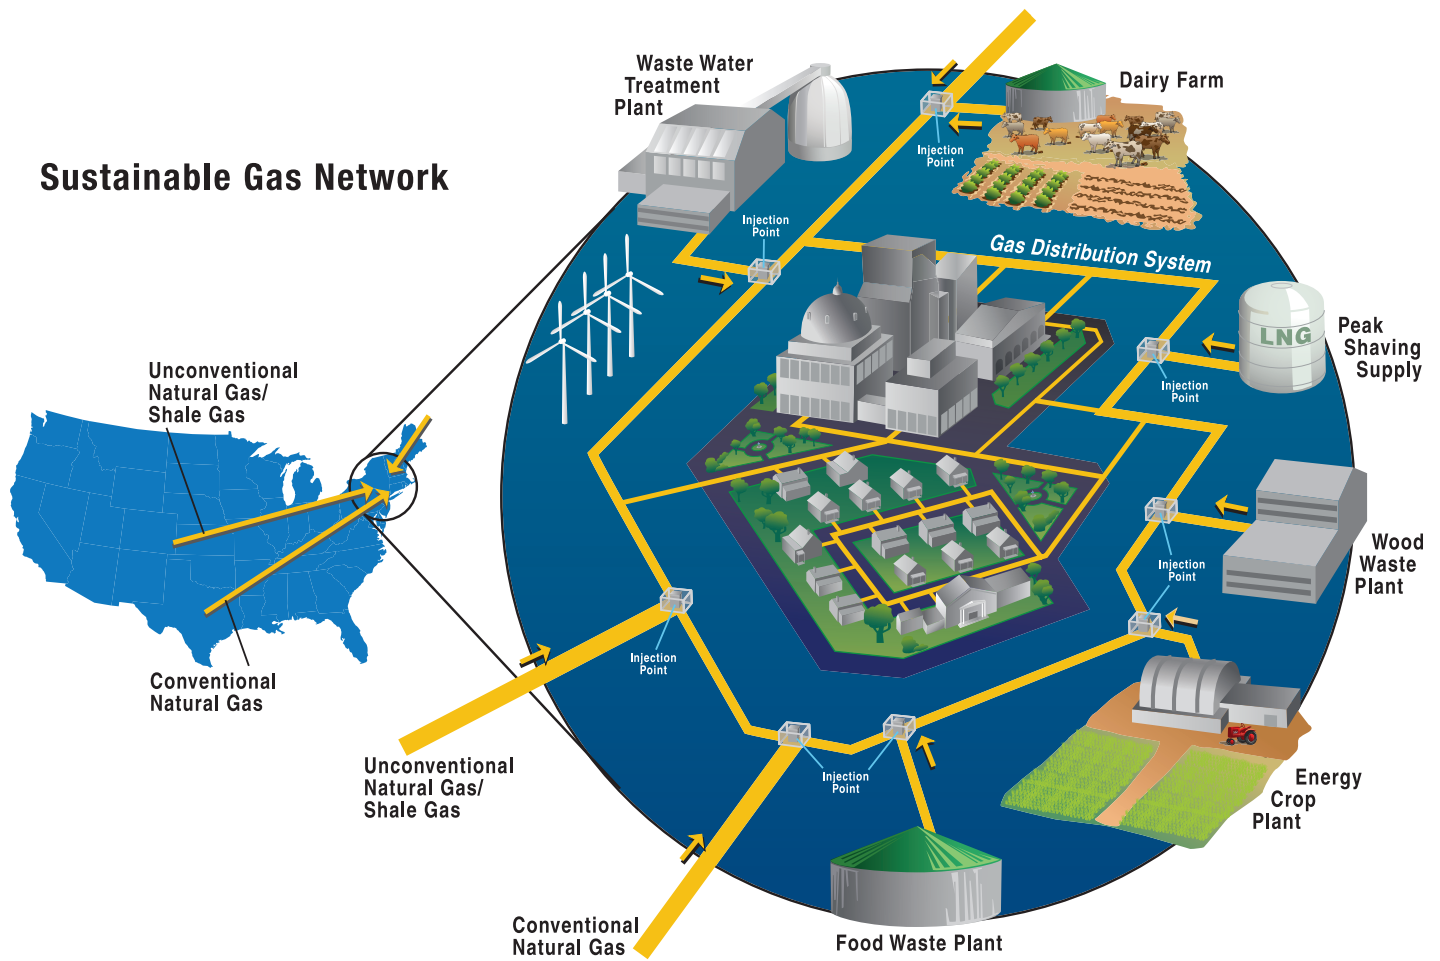 Sustainable Gas Network
Unconventional
Natural Gas/
Shale Gas
Conventional
Natural Gas
Waste Water
Treatment
Plant
Dairy Farm
Injection
Point
Injection
Point
Gas Distribution System
LNG
Peak
Shaving
Supply
Injection
Point
Wood
Waste
Plant
Injection
Point
Injection
Point
Unconventional
Natural Gas/
Shale Gas
Injection
Point
Energy
Crop
Plant
Conventional
Natural Gas
Food Waste Plant